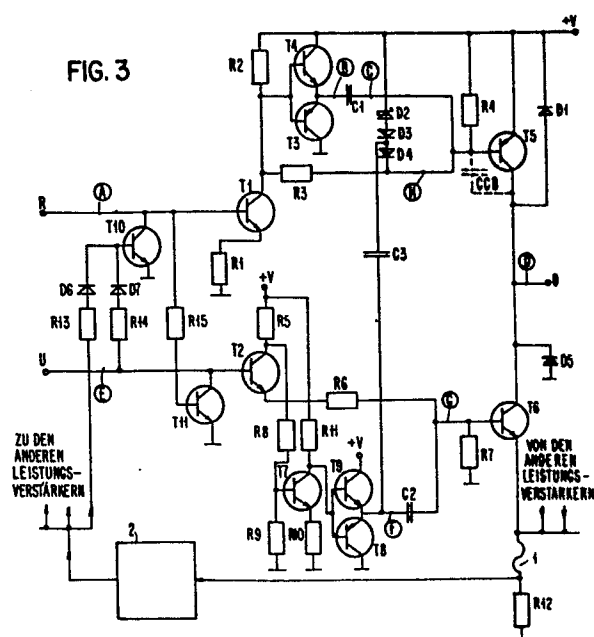 FIG. 3
+V
R2
T4
B
C
C1
T3
D2
D3
D4
R4
CCB
T5
D1
R
A
T1
R3
K
T10
R1
C3
D
0
D6
D7
R13
R14
R15
+V
R5
U
E
T2
D5
R6
G
T6
T11
R8
R11
+V
R7
ZU DEN
ANDEREN
LEISTUNGS-
VERSTÄRKERN
T7
T9
C2
F
T8
R9
R10
VON DEN
ANDEREN
LEISTUNGS-
VERSTÄRKERN
2
1
R12